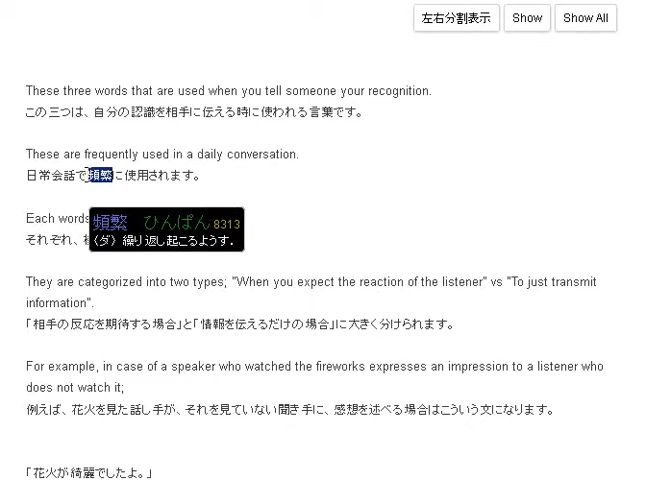 左右分割表示 Show Show All
These three words that are used when you tell someone your recognition.
この三つは、自分の認識を相手に伝える時に使われる言葉です。
These are frequently used in a daily conversation.
日常会話で頻繁に使用されます。
Each words
それぞれ、
頻繁 ひんぱん 8313
〈ダ〉繰り返し起こるようす.
They are categorized into two types; "When you expect the reaction of the listener" vs "To just transmit
information".
「相手の反応を期待する場合」と「情報を伝えるだけの場合」に大きく分けられます。
For example, in case of a speaker who watched the fireworks expresses an impression to a listener who
does not watch it;
例えば、花火を見た話し手が、それを見ていない聞き手に、感想を述べる場合はこういう文になります。
「花火が綺麗でしたよ。」